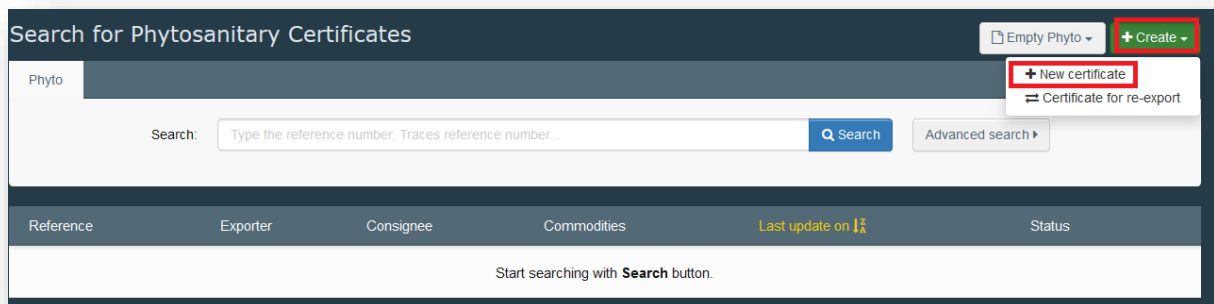 Search for Phytosanitary Certificates
Empty Phyto
+ Create
Phyto
+ New certificate
Certificate for re-export
Search:
Type the reference number, Traces reference number...
Search
Advanced search
Reference Exporter Consignee Commodities Last update on Status
Start searching with Search button.